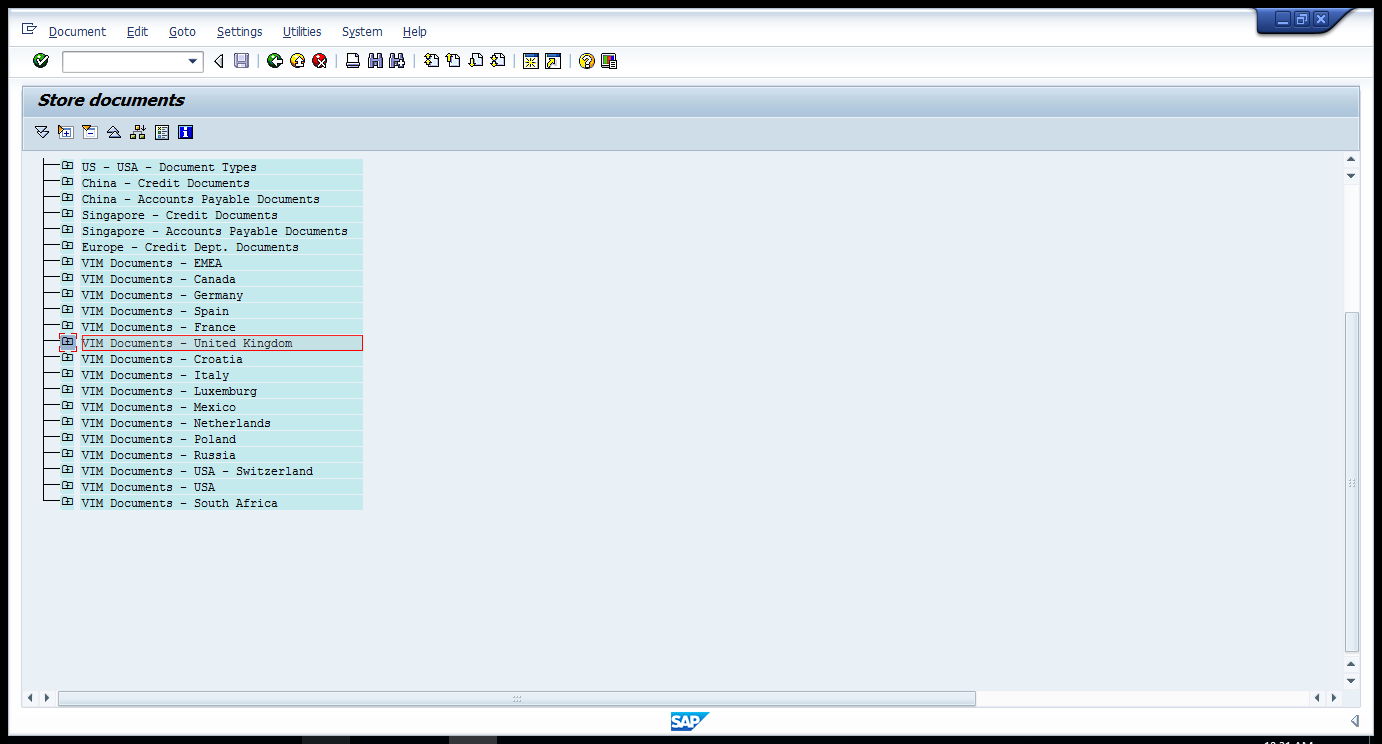 Document Edit Goto Settings Utilities System Help
Store documents
US - USA - Document Types
China - Credit Documents
China - Accounts Payable Documents
Singapore - Credit Documents
Singapore - Accounts Payable Documents
Europe - Credit Dept. Documents
VIM Documents - EMEA
VIM Documents - Canada
VIM Documents - Germany
VIM Documents - Spain
VIM Documents - France
VIM Documents - United Kingdom
VIM Documents - Croatia
VIM Documents - Italy
VIM Documents - Luxemburg
VIM Documents - Mexico
VIM Documents - Netherlands
VIM Documents - Poland
VIM Documents - Russia
VIM Documents - USA - Switzerland
VIM Documents - USA
VIM Documents - South Africa
SAP